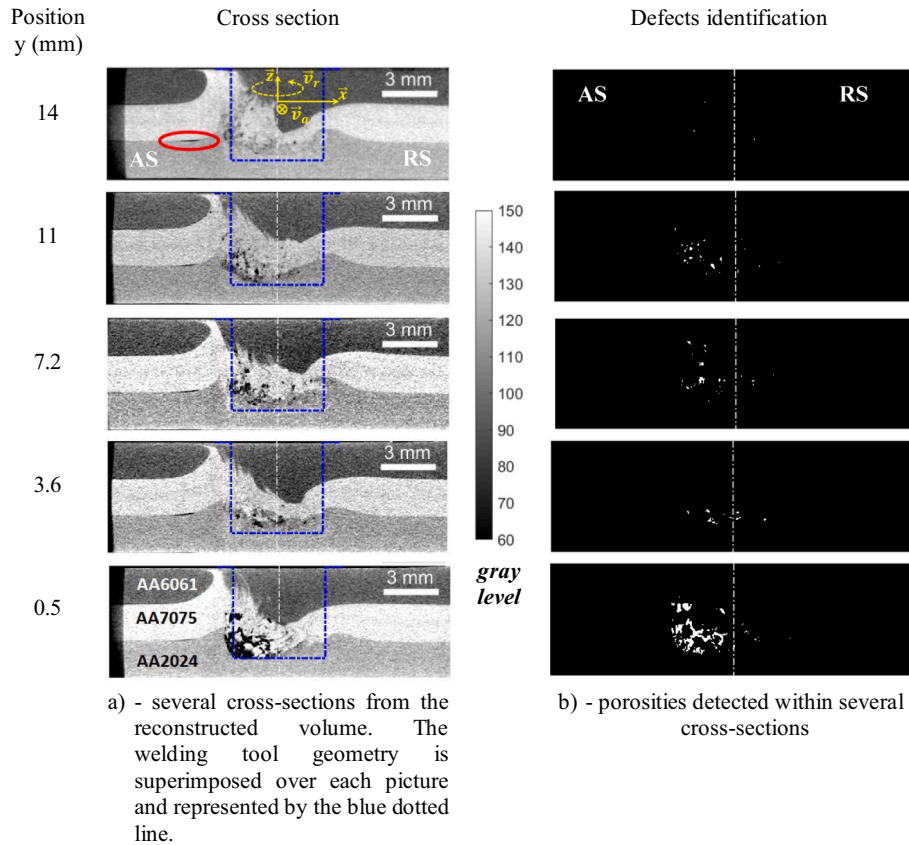 Position
y (mm)
Cross section
Defects identification
14
z
v_r
x
v_a
3 mm
AS
RS
AS
RS
11
3 mm
7.2
3 mm
3.6
3 mm
0.5
3 mm
AA6061
AA7075
AA2024
150
140
130
120
110
100
90
80
70
60
gray
level
a) - several cross-sections from the
reconstructed volume. The
welding tool geometry is
superimposed over each picture
and represented by the blue dotted
line.
b) - porosities detected within several
cross-sections